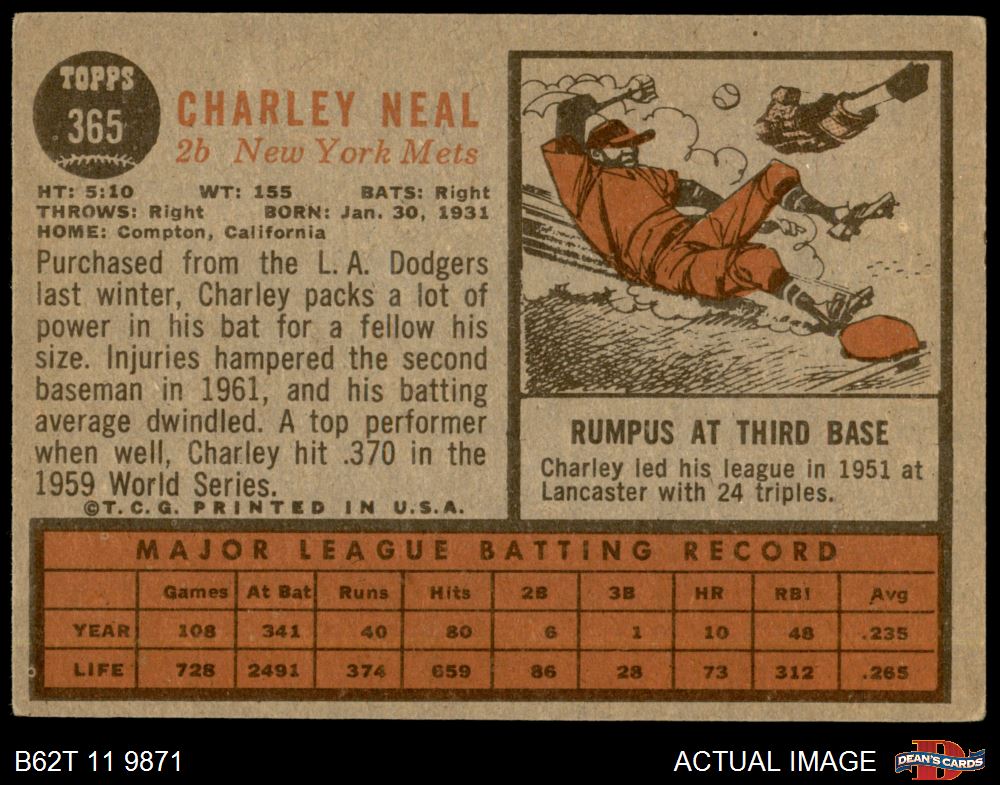 TOPPS
365
CHARLEY NEAL
2b New York Mets
HT: 5:10 WT: 155 BATS: Right
THROWS: Right BORN: Jan. 30, 1931
HOME: Compton, California
Purchased from the L.A. Dodgers
last winter, Charley packs a lot of
power in his bat for a fellow his
size. Injuries hampered the second
baseman in 1961, and his batting
average dwindled. A top performer
when well, Charley hit .370 in the
1959 World Series.
©T.C.G. PRINTED IN U.S.A.
RUMPUS AT THIRD BASE
Charley led his league in 1951 at
Lancaster with 24 triples.
MAJOR LEAGUE BATTING RECORD
Games At Bat Runs Hits 2B 3B HR RBI Avg
YEAR 108 341 40 80 6 1 10 48 .235
LIFE 728 2491 374 659 86 28 73 312 .265
B62T 11 9871
ACTUAL IMAGE
DEAN'S CARDS